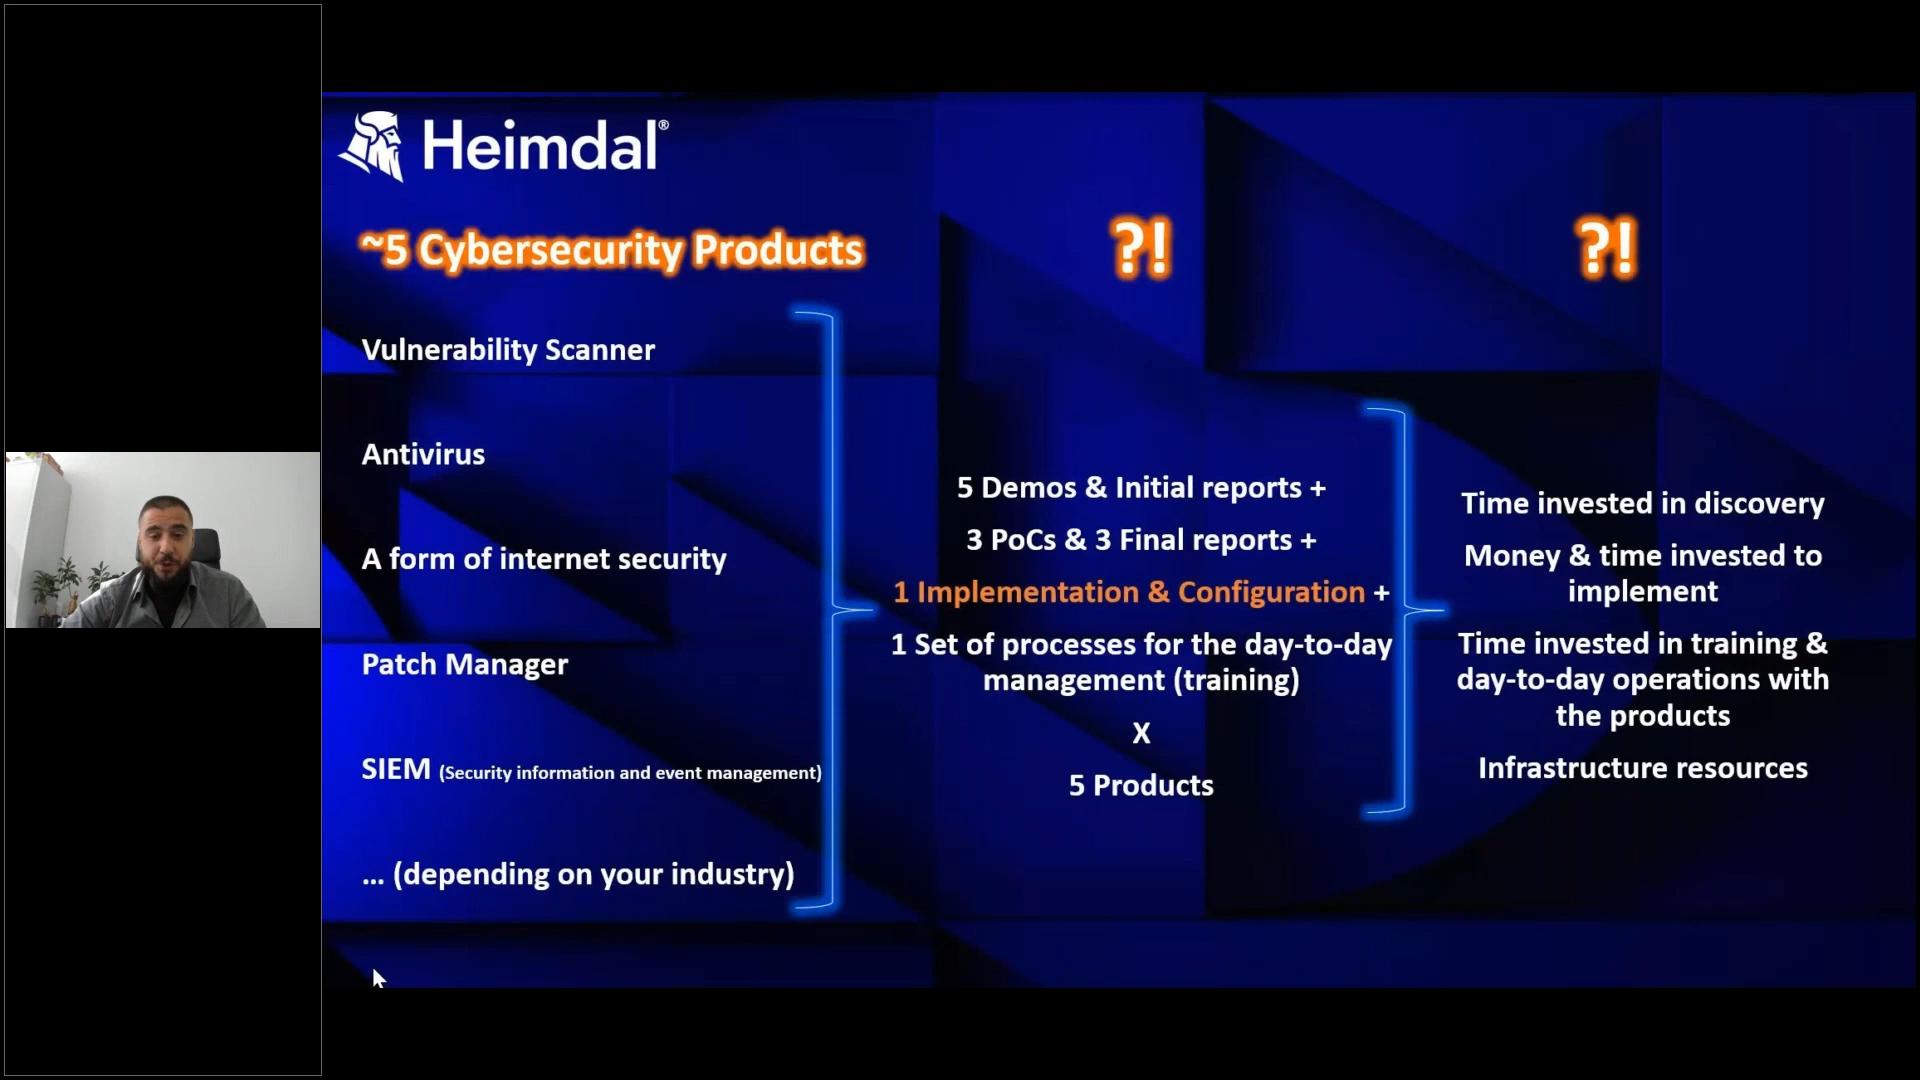 Heimdal®
~5 Cybersecurity Products
?!
?!
Vulnerability Scanner
Antivirus
A form of internet security
Patch Manager
SIEM (Security information and event management)
... (depending on your industry)
5 Demos & Initial reports +
3 PoCs & 3 Final reports +
1 Implementation & Configuration +
1 Set of processes for the day-to-day
management (training)
X
5 Products
Time invested in discovery
Money & time invested to
implement
Time invested in training &
day-to-day operations with
the products
Infrastructure resources